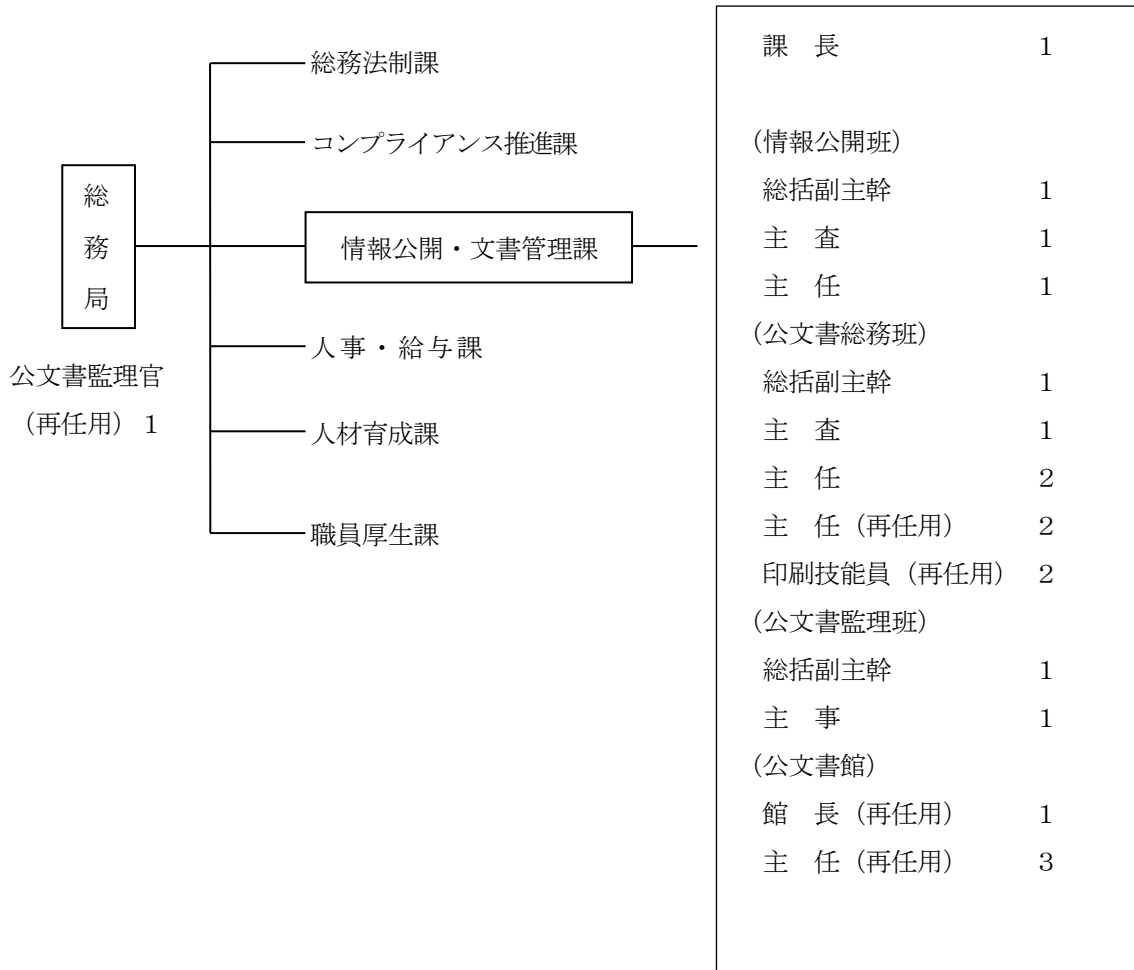 総務局
公文書監理官
（再任用）１
総務法制課
コンプライアンス推進課
情報公開・文書管理課
人事・給与課
人材育成課
職員厚生課
課　長　１
（情報公開班）
総括副主幹　１
主　査　１
主　任　１
（公文書総務班）
総括副主幹　１
主　査　１
主　任　２
主　任（再任用）　２
印刷技能員（再任用）　２
（公文書監理班）
総括副主幹　１
主　事　１
（公文書館）
館　長（再任用）　１
主　任（再任用）　３